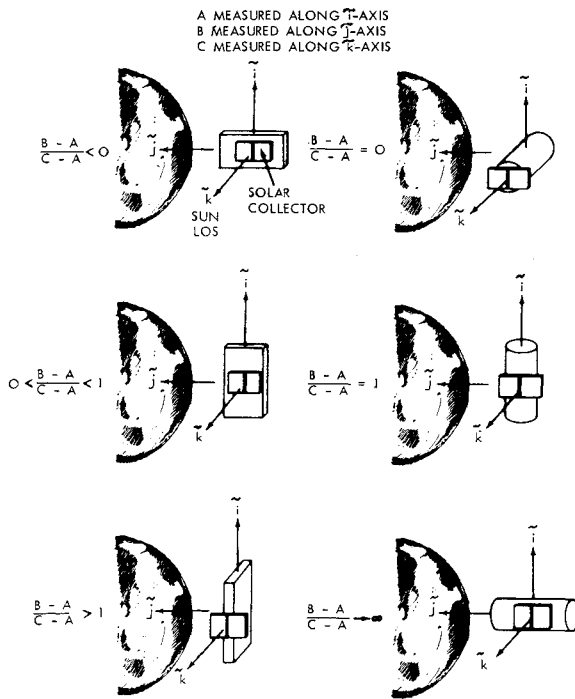 A MEASURED ALONG ĩ-AXIS
B MEASURED ALONG j̃-AXIS
C MEASURED ALONG k̃-AXIS
ĩ
B - A
C - A
< 0
j̃
k̃
SUN
LOS
SOLAR
COLLECTOR
ĩ
B - A
C - A
= 0
j̃
k̃
ĩ
0 <
B - A
C - A
< 1
j̃
k̃
ĩ
B - A
C - A
= 1
j̃
k̃
ĩ
B - A
C - A
> 1
j̃
k̃
ĩ
B - A
C - A
→ ∞
j̃
k̃